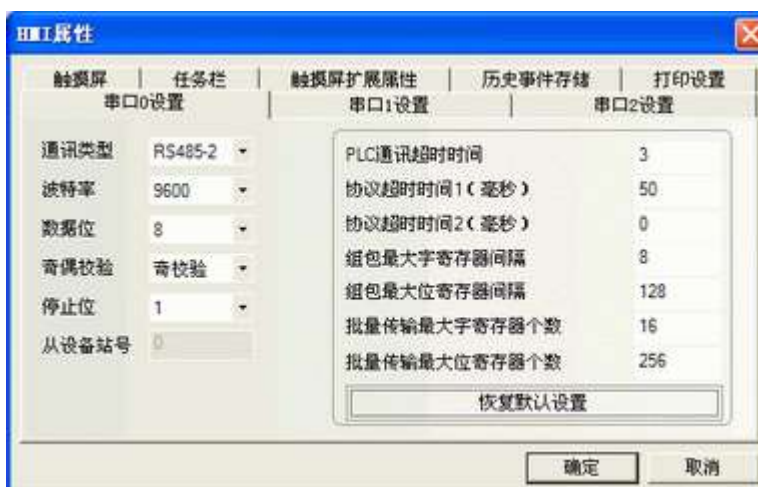 HMI属性
触摸屏 任务栏 触摸屏扩展属性 历史事件存储 打印设置
串口0设置 串口1设置 串口2设置
通讯类型 RS485-2
波特率 9600
数据位 8
奇偶校验 奇校验
停止位 1
从设备站号 0
PLC通讯超时时间 3
协议超时时间1(毫秒) 50
协议超时时间2(毫秒) 0
组包最大字寄存器间隔 8
组包最大位寄存器间隔 128
批量传输最大字寄存器个数 16
批量传输最大位寄存器个数 256
恢复默认设置
确定 取消